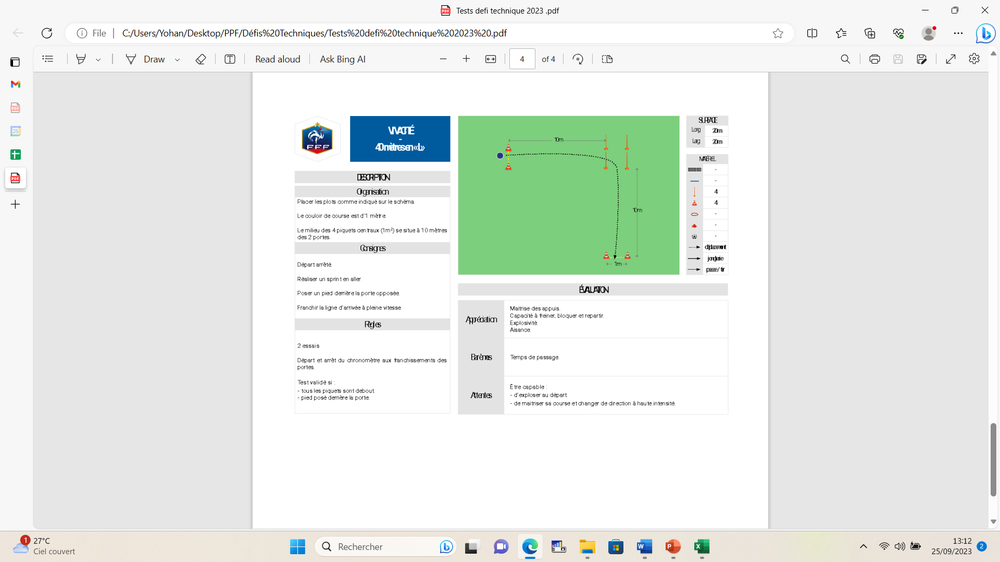 Tests defi technique 2023 .pdf
File
C:/Users/Yohan/Desktop/PPF/Défis%20Techniques/Tests%20defi%20technique%202023%20.pdf
Draw
Read aloud
Ask Bing AI
4
of 4
FFF
VIVACITÉ
-
40 mètres en « L »
DESCRIPTION
Organisation
Placer les plots comme indiqué sur le schéma.
Le couloir de course est d'1 mètre.
Le milieu des 4 piquets centraux (1m²) se situe à 10 mètres
des 2 portes.
Consignes
Départ arrêté.
Réaliser un sprint en aller
Poser un pied derrière la porte opposée.
Franchir la ligne d'arrivée à pleine vitesse.
Règles
2 essais
Départ et arrêt du chronomètre aux franchissements des
portes.
Test validé si :
- tous les piquets sont debout.
- pied posé derrière la porte.
10m
10m
1m
SURFACE
Long 20m
Larg 20m
MATÉRIEL
-
-
4
4
-
-
-
déplacement
jonglerie
passe / tir
ÉVALUATION
Appréciation
Maitrise des appuis.
Capacité à freiner, bloquer et repartir.
Explosivité.
Aisance.
Barèmes
Temps de passage.
Attentes
Être capable :
- d'exploser au départ.
- de maitriser sa course et changer de direction à haute intensité.
1
27°C
Ciel couvert
Rechercher
13:12
25/09/2023
2